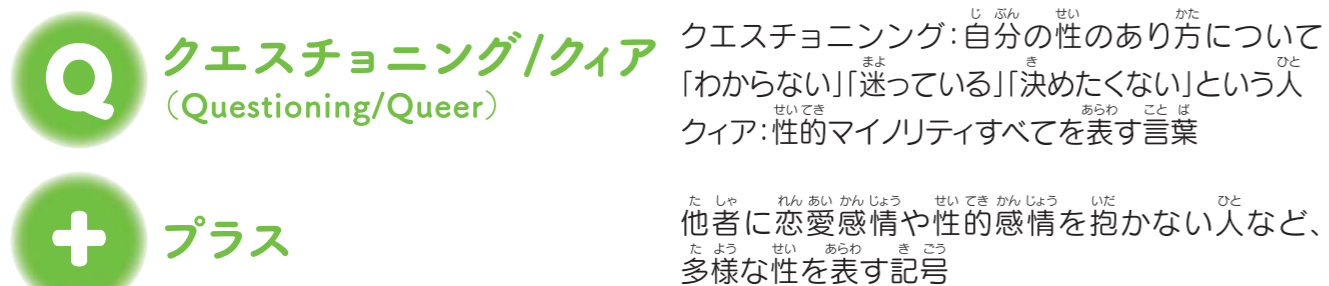 Q
クエスチョニング/クィア
（Questioning/Queer）
クエスチョニンング：自分の性のあり方について
「わからない」「迷っている」「決めたくない」という人
クィア：性的マイノリティすべてを表す言葉
+
プラス
他者に恋愛感情や性的感情を抱かない人など、
多様な性を表す記号